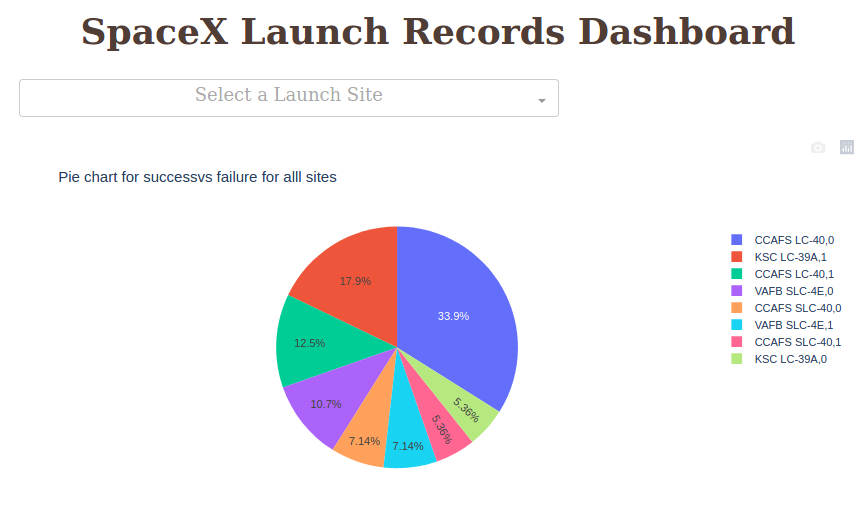 SpaceX Launch Records Dashboard
Select a Launch Site
Pie chart for successvs failure for alll sites
33.9%
17.9%
12.5%
10.7%
7.14%
7.14%
5.36%
5.36%
CCAFS LC-40,0
KSC LC-39A,1
CCAFS LC-40,1
VAFB SLC-4E,0
CCAFS SLC-40,0
VAFB SLC-4E,1
CCAFS SLC-40,1
KSC LC-39A,0